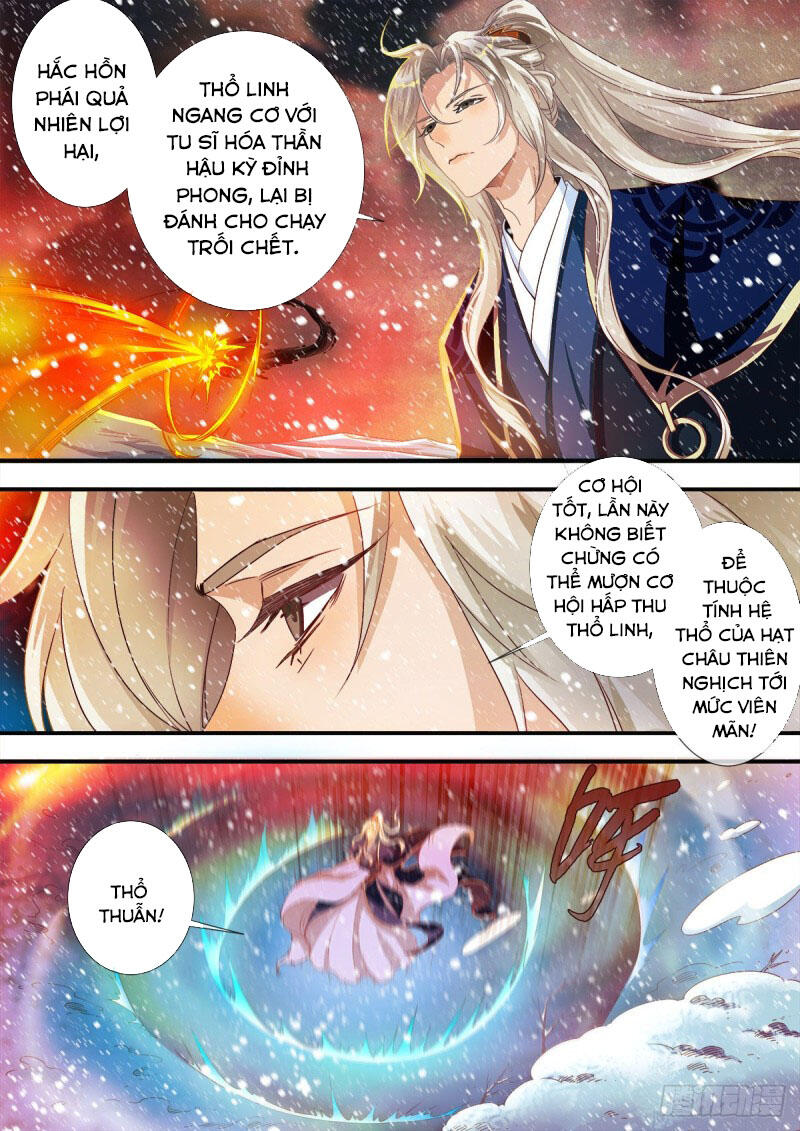 HẮC HỒN
PHÁI QUẢ
NHIÊN LỢI
HẠI,
THỔ LINH
NGANG CƠ VỚI
TU SĨ HÓA THẦN
HẬU KỲ ĐỈNH
PHONG, LẠI BỊ
ĐÁNH CHO CHẠY
TRỐI CHẾT.
CƠ HỘI
TỐT, LẦN NÀY
KHÔNG BIẾT
CHỪNG CÓ
THỂ MƯỢN CƠ
HỘI HẤP THU
THỔ LINH,
ĐỂ
THUỘC
TÍNH HỆ
THỔ CỦA HẠT
CHÂU THIÊN
NGHỊCH TỚI
MỨC VIÊN
MÃN!
THỔ
THUẪN!